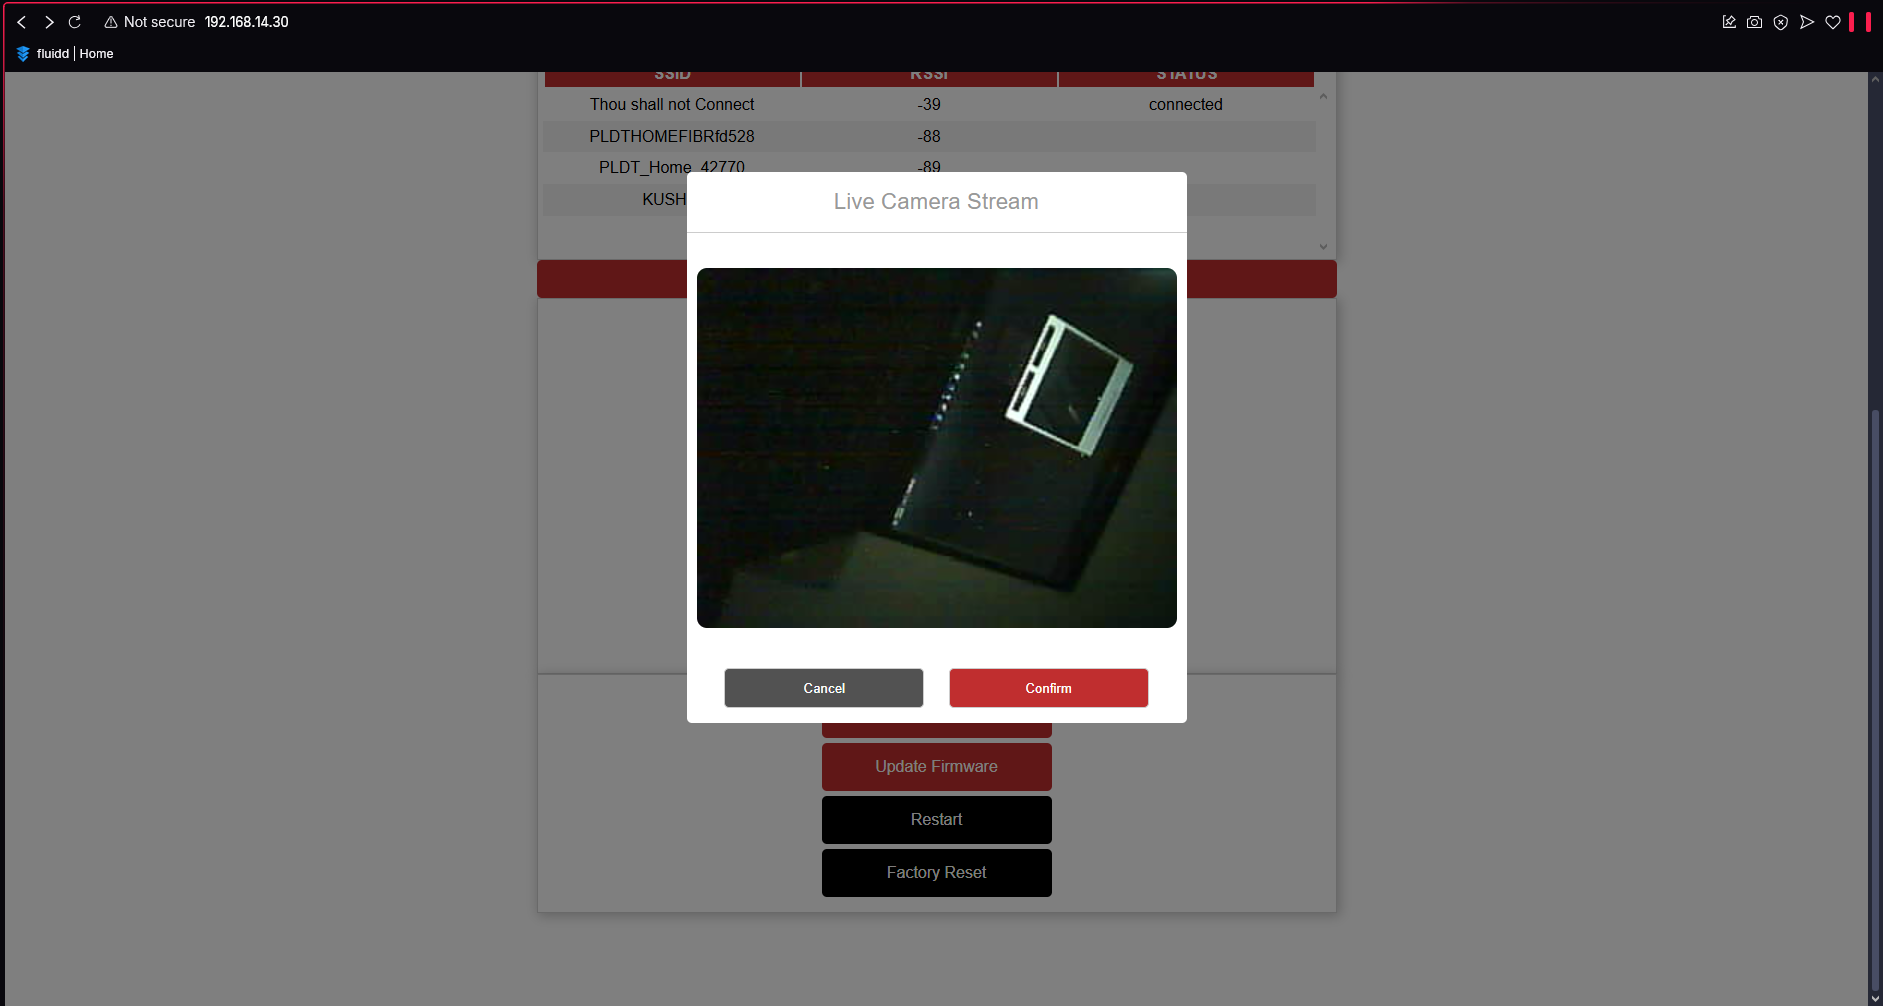 Not secure 192.168.14.30
fluidd | Home
SSID RSSI STATUS
Thou shall not Connect -39 connected
PLDTHOMEFIBRfd528 -88
PLDT_Home_42770 -89
KUSH
Live Camera Stream
Cancel Confirm
Update Firmware
Restart
Factory Reset